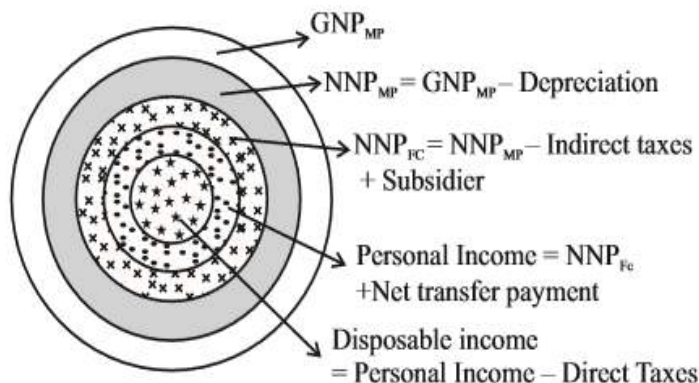 GNP_MP
NNP_MP = GNP_MP – Depreciation
NNP_FC = NNP_MP – Indirect taxes
+ Subsidier
Personal Income = NNP_Fc
+Net transfer payment
Disposable income
= Personal Income – Direct Taxes